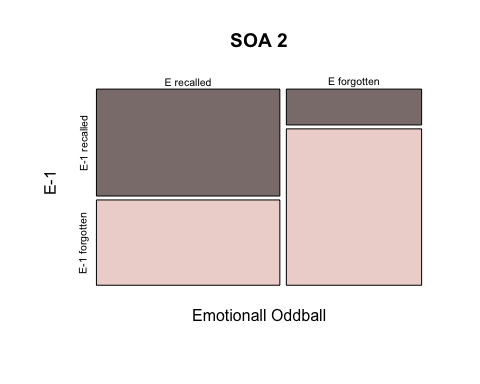 SOA 2
E recalled
E forgotten
E-1 recalled
E-1
E-1 forgotten
Emotionall Oddball